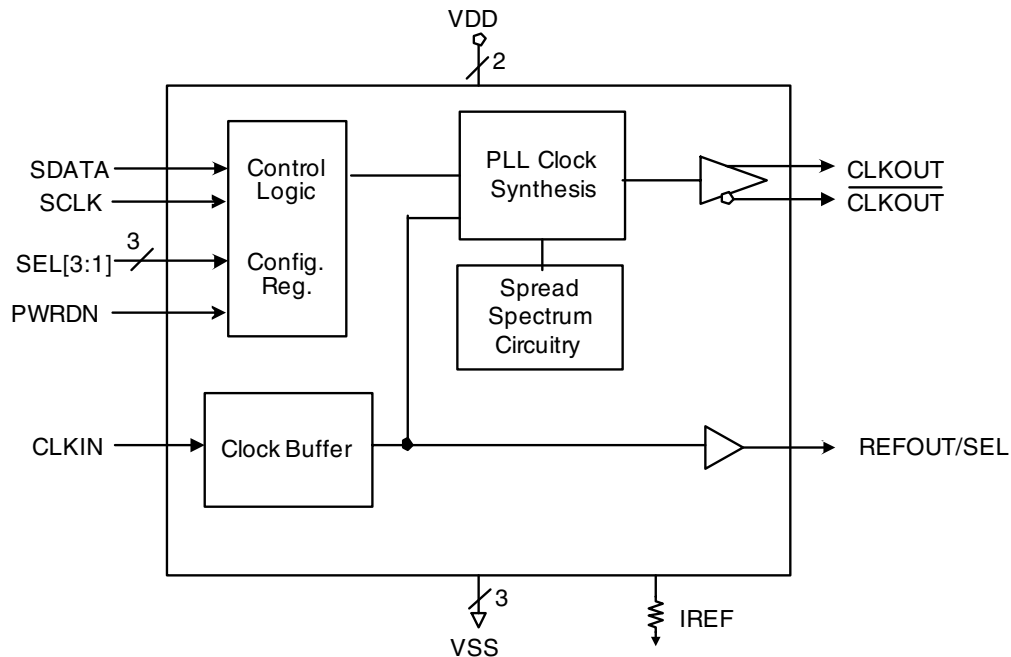 VDD
2
SDATA
SCLK
3
SEL[3:1]
PWRDN
Control
Logic
Config.
Reg.
PLL Clock
Synthesis
Spread
Spectrum
Circuitry
CLKOUT
CLKOUT
CLKIN
Clock Buffer
REFOUT/SEL
3
VSS
IREF